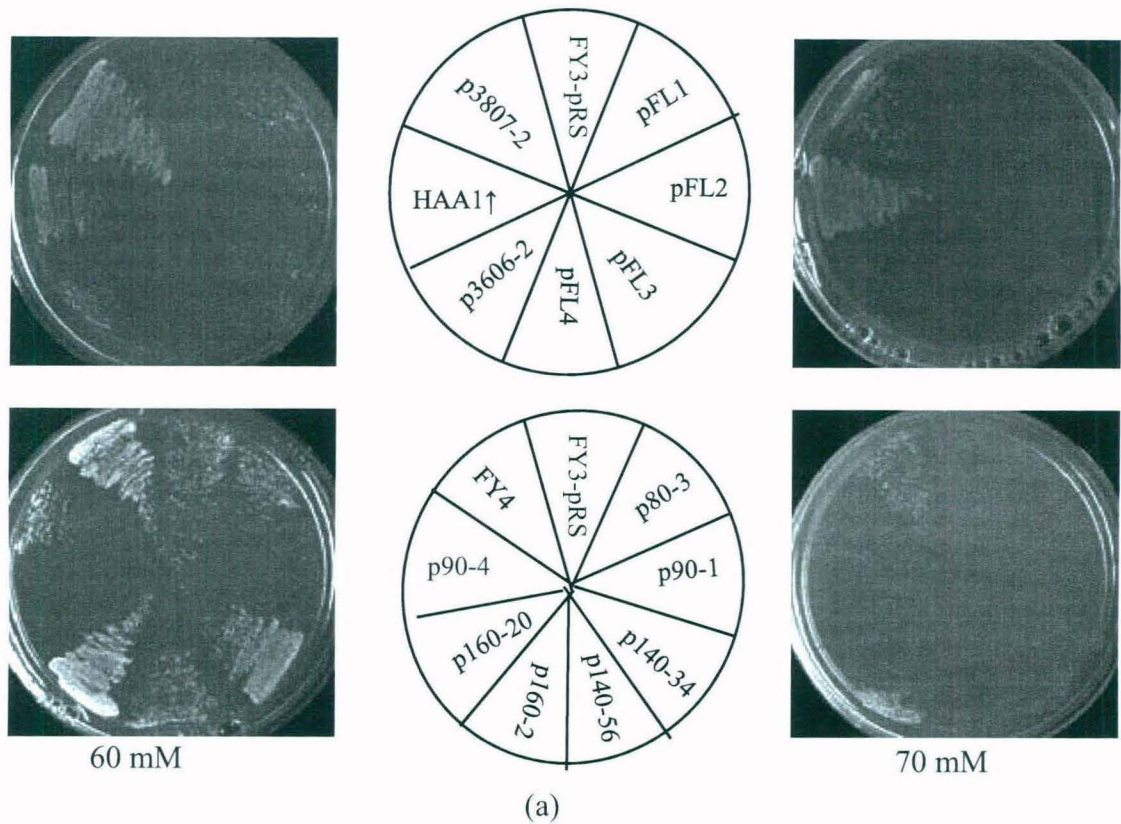 FY3-pRS
pFL1
pFL2
pFL3
pFL4
p3606-2
HAA1↑
p3807-2
FY3-pRS
p80-3
p90-1
p140-34
p140-56
p160-2
p160-20
p90-4
FY4
60 mM
70 mM
(a)